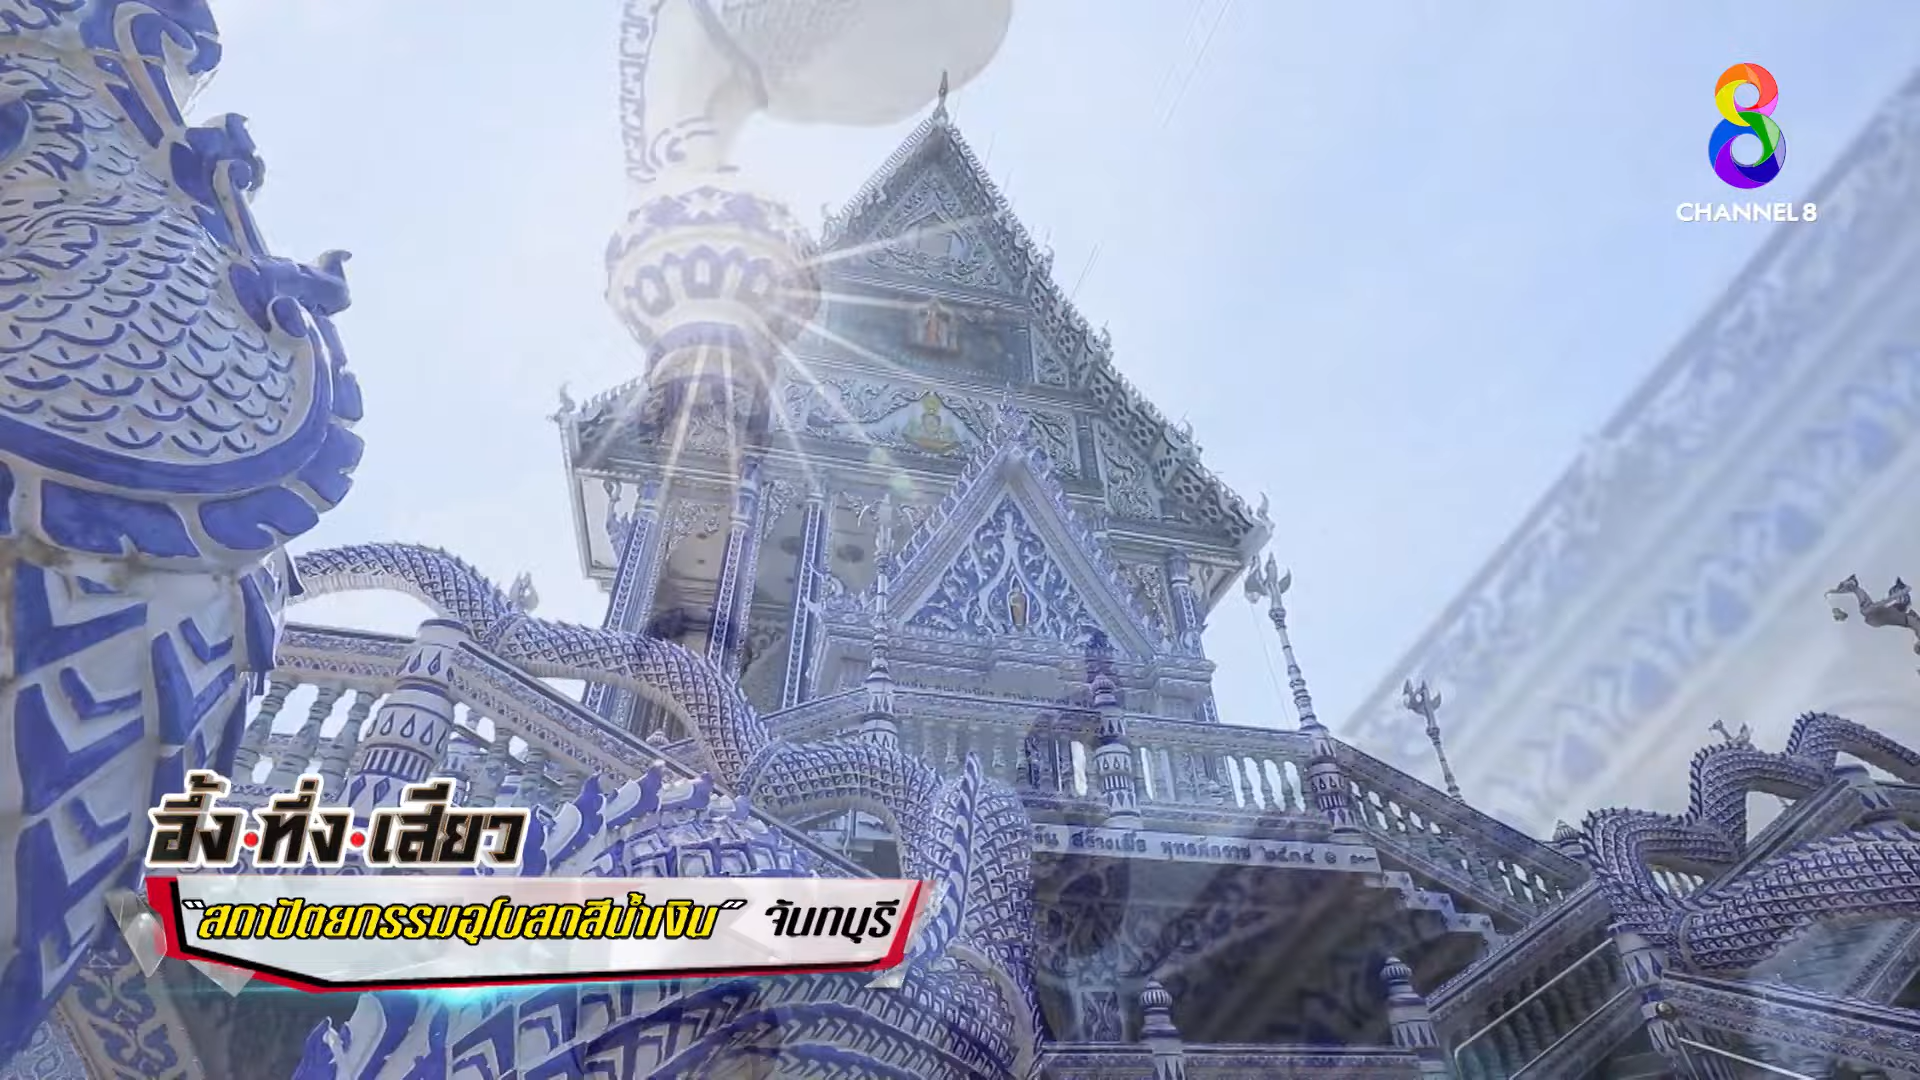 CHANNEL 8
อึ้ง•ทึ่ง•เสียว
"สถาปัตยกรรมอุโบสถสีน้ำเงิน" จันทบุรี